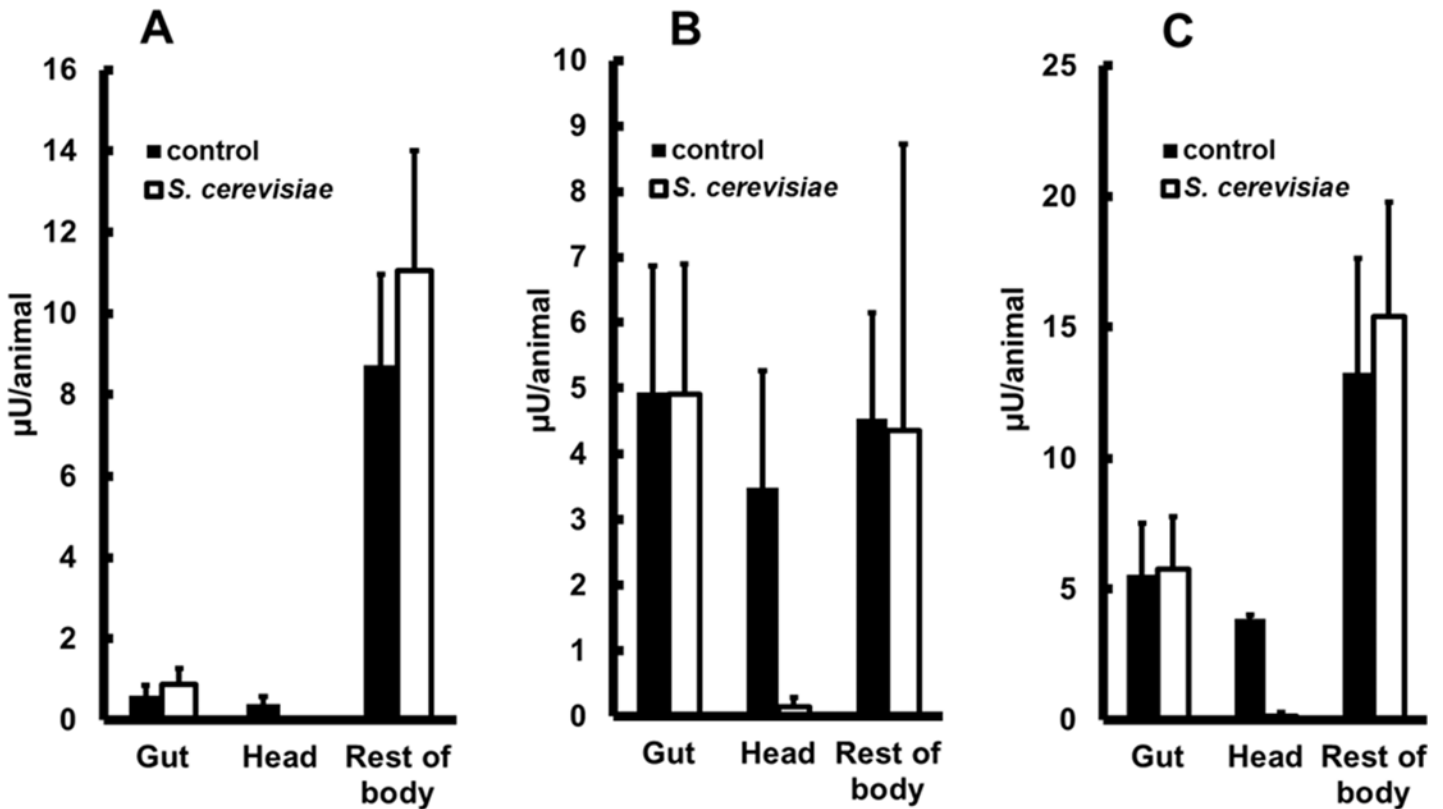 A
16
14
12
10
8
6
4
2
0
µU/animal
control
S. cerevisiae
Gut
Head
Rest of
body
B
10
9
8
7
6
5
4
3
2
1
0
µU/animal
control
S. cerevisiae
Gut
Head
Rest of
body
C
25
20
15
10
5
0
µU/animal
control
S. cerevisiae
Gut
Head
Rest of
body